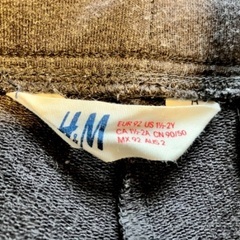 H.M
EUR 92 US 1½-2Y
CA 1½-2A CN 90/50
MX 92 AUS 2